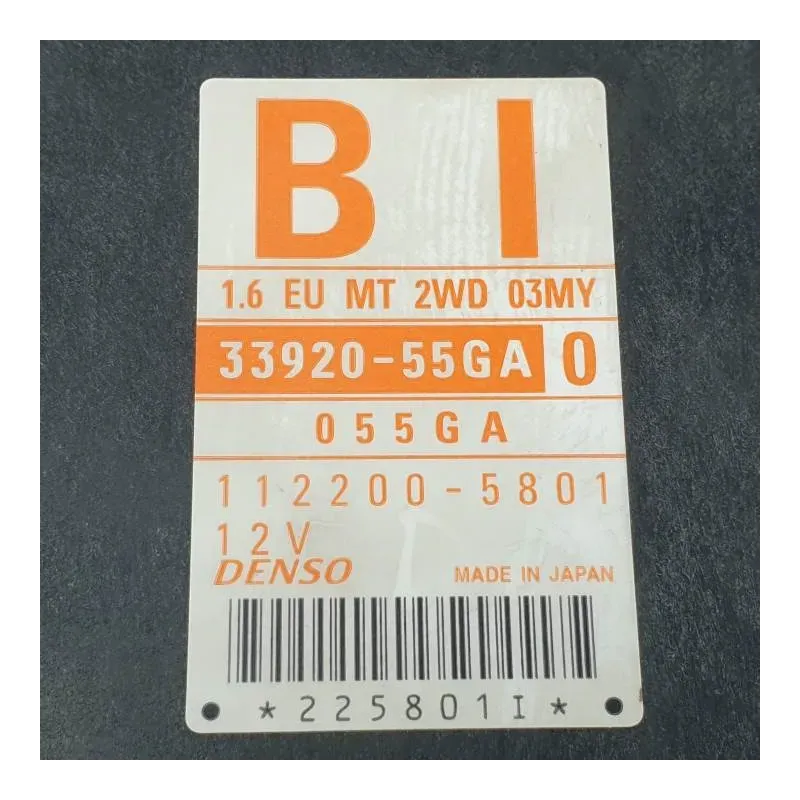 B I
1.6 EU MT 2WD 03MY
33920-55GA 0
055GA
112200-5801
12V
DENSO MADE IN JAPAN
*225801I*